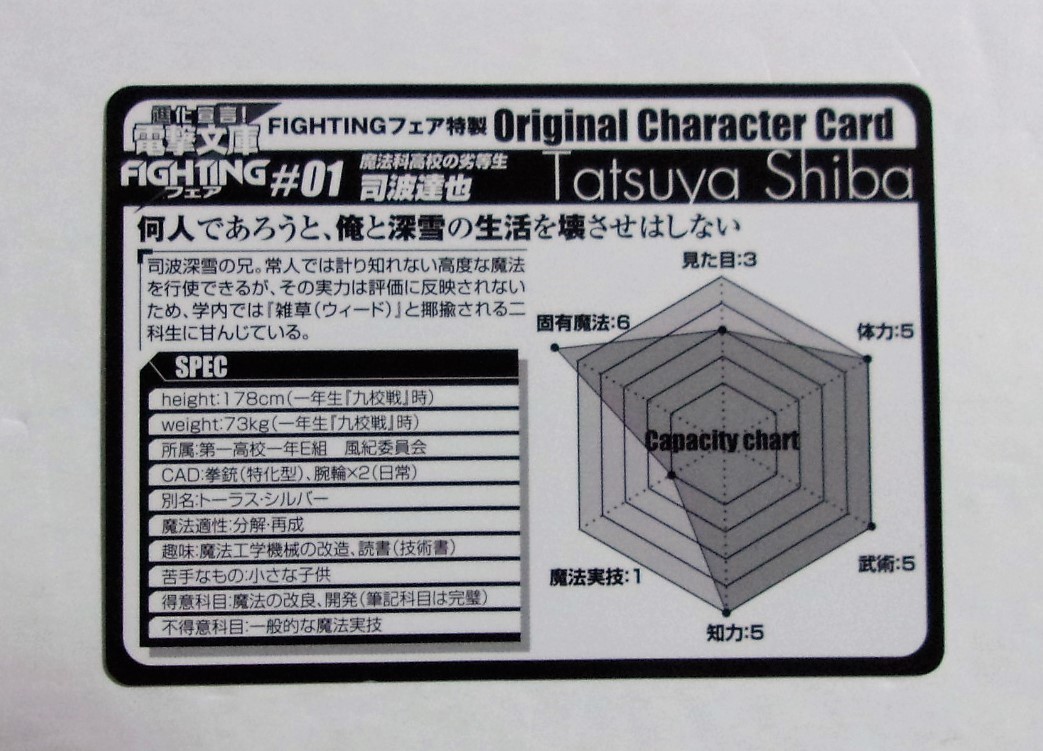 進化宣言!
電撃文庫
FIGHTING
フェア
FIGHTINGフェア特製 Original Character Card
#01 魔法科高校の劣等生
司波達也 Tatsuya Shiba
何人であろうと、俺と深雪の生活を壊させはしない
司波深雪の兄。常人では計り知れない高度な魔法
を行使できるが、その実力は評価に反映されない
ため、学内では『雑草(ウィード)』と揶揄される二
科生に甘んじている。
SPEC
height:178cm(一年生『九校戦』時)
weight:73kg(一年生『九校戦』時)
所属:第一高校一年E組　風紀委員会
CAD:拳銃(特化型)、腕輪×2(日常)
別名:トーラス・シルバー
魔法適性:分解・再成
趣味:魔法工学機械の改造、読書(技術書)
苦手なもの:小さな子供
得意科目:魔法の改良、開発(筆記科目は完璧)
不得意科目:一般的な魔法実技
見た目:3
固有魔法:6
体力:5
Capacity chart
魔法実技:1
武術:5
知力:5